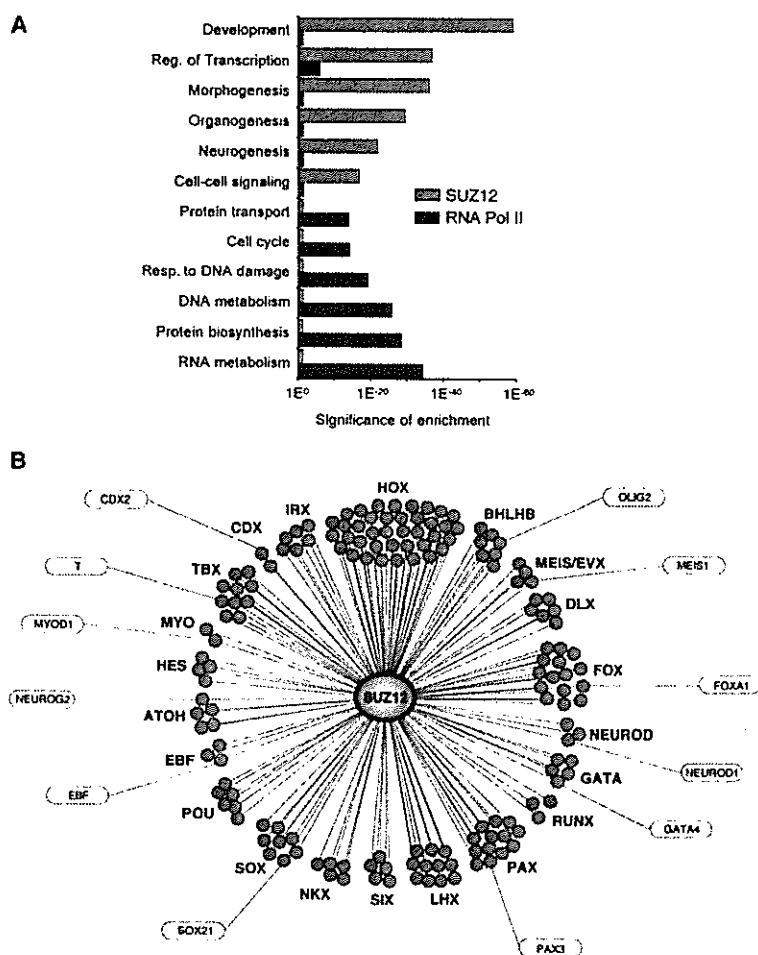 A
Development
Reg. of Transcription
Morphogenesis
Organogenesis
Neurogenesis
Cell-cell signaling
Protein transport
Cell cycle
Resp. to DNA damage
DNA metabolism
Protein biosynthesis
RNA metabolism
SUZ12
RNA Pol II
1E-0 1E-20 1E-40 1E-60
Significance of enrichment
B
HOX
IRX
BHLHB
OLIG2
CDX2
CDX
MEIS/EVX
MEIS1
T
TBX
DLX
MYOD1
MYO
HES
FOX
FOXA1
SUZ12
NEUROG2
ATOH
NEUROD
NEUROD1
EBF
EBF
GATA
GATA4
POU
RUNX
SOX
PAX
NKX
SIX
LHX
SOX21
PAX3